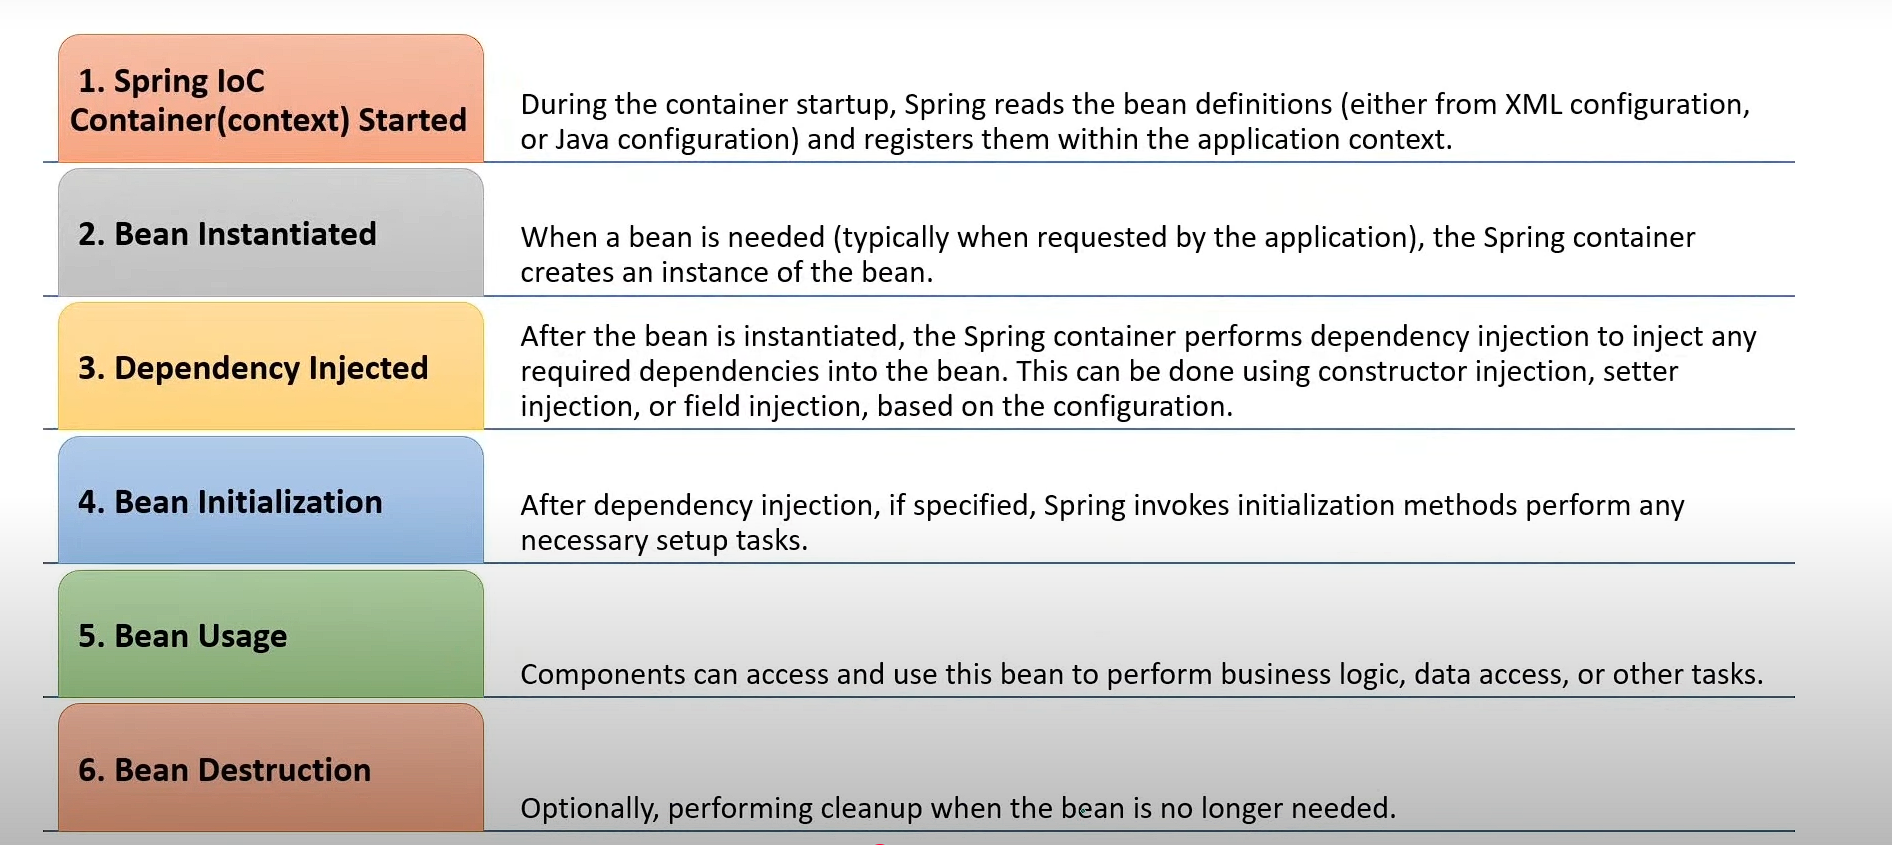 1. Spring IoC
Container(context) Started
During the container startup, Spring reads the bean definitions (either from XML configuration,
or Java configuration) and registers them within the application context.
2. Bean Instantiated
When a bean is needed (typically when requested by the application), the Spring container
creates an instance of the bean.
3. Dependency Injected
After the bean is instantiated, the Spring container performs dependency injection to inject any
required dependencies into the bean. This can be done using constructor injection, setter
injection, or field injection, based on the configuration.
4. Bean Initialization
After dependency injection, if specified, Spring invokes initialization methods perform any
necessary setup tasks.
5. Bean Usage
Components can access and use this bean to perform business logic, data access, or other tasks.
6. Bean Destruction
Optionally, performing cleanup when the bean is no longer needed.